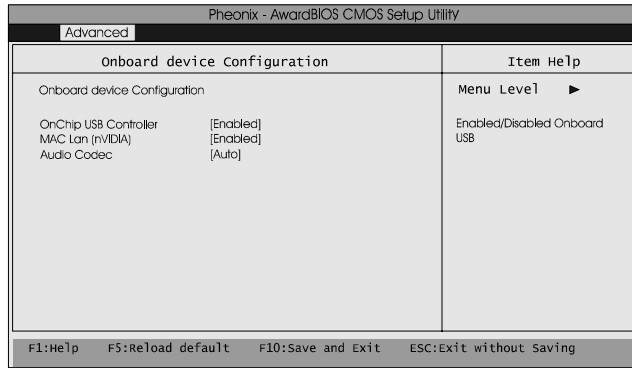 Pheonix - AwardBIOS CMOS Setup Utility
Advanced
Onboard device Configuration
Item Help
Onboard device Configuration
OnChip USB Controller [Enabled]
MAC Lan (nVIDIA) [Enabled]
Audio Codec [Auto]
Menu Level ►
Enabled/Disabled Onboard
USB
F1:Help F5:Reload default F10:Save and Exit ESC:Exit without Saving